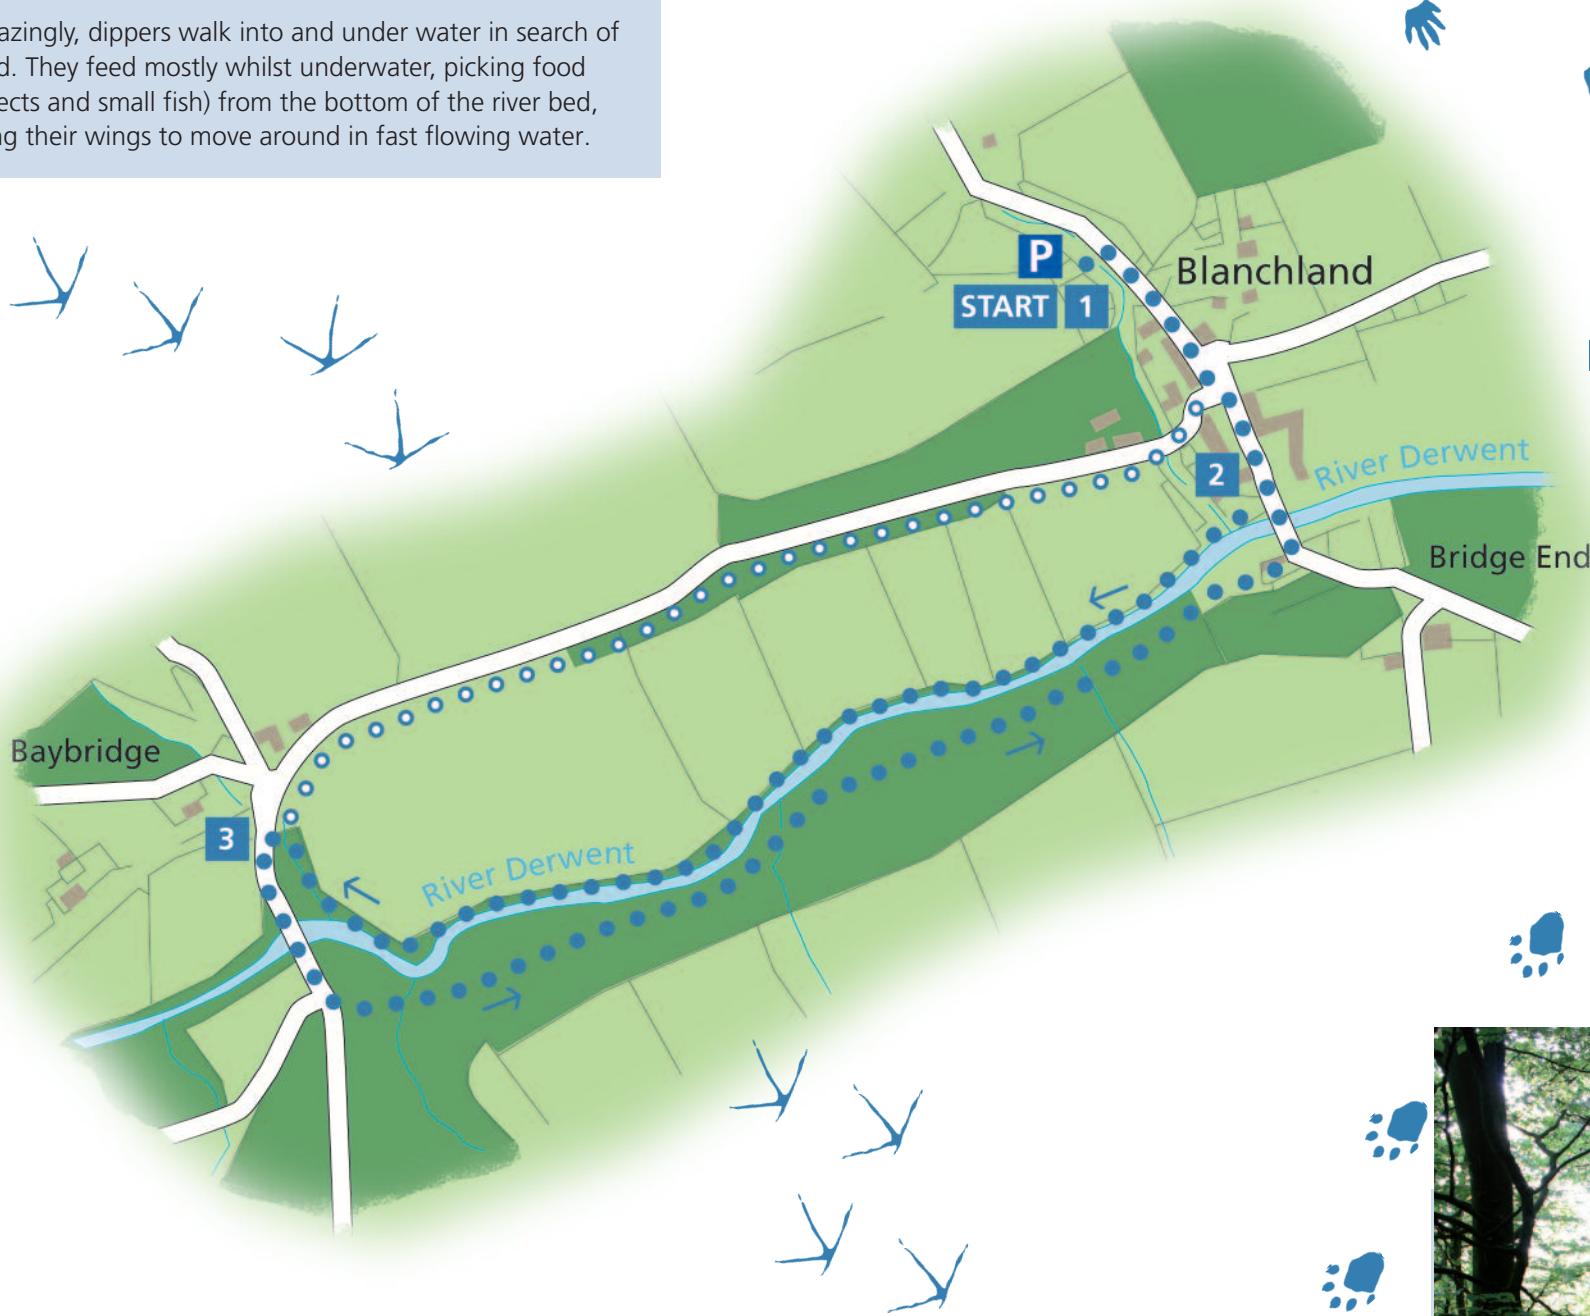 azingly, dippers walk into and under water in search of
d. They feed mostly whilst underwater, picking food
ects and small fish) from the bottom of the river bed,
g their wings to move around in fast flowing water.
P
START 1
Blanchland
2
River Derwent
Bridge End
Baybridge
3
River Derwent